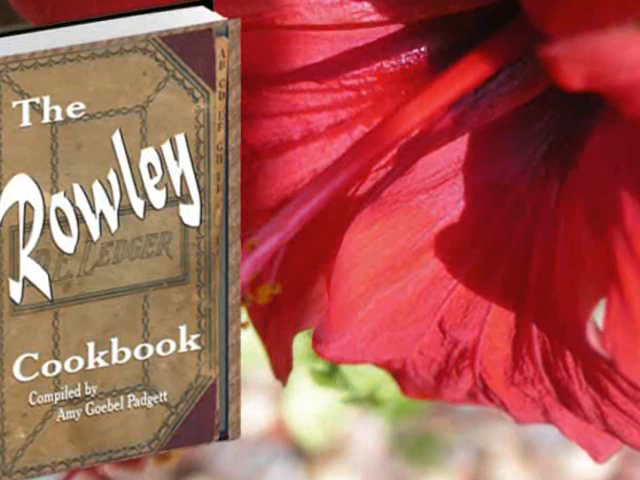 The
Rowley
LEDGER
Cookbook
Compiled by
Amy Goebel Padgett